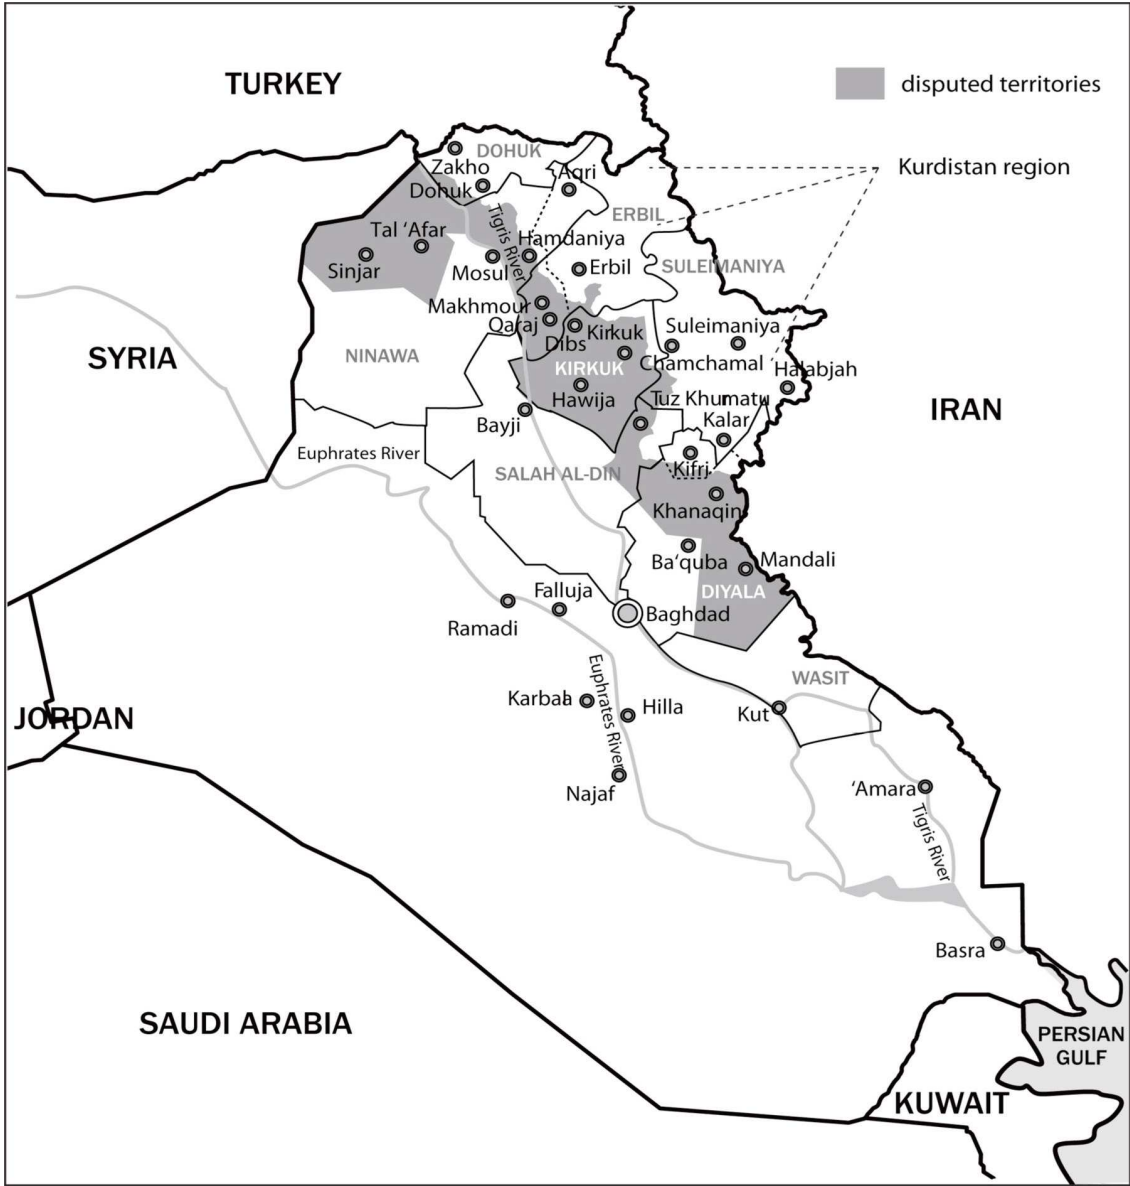 TURKEY
disputed territories
DOHUK
Zakho
Kurdistan region
Aqri
Dohuk
ERBIL
Tigris River
Tal ‘Afar
Hamdaniya
Sinjar
Mosul
Erbil
SULEIMANIYA
Makhmour
Qaraj
Suleimaniya
Kirkuk
Dibs
SYRIA
NINAWA
KIRKUK
Chamchamal
Halabjah
Hawija
Tuz Khumatu
IRAN
Bayji
Kalar
Euphrates River
SALAH AL-DIN
Kifri
Khanaqin
Ba‘quba
Mandali
Falluja
DIYALA
Baghdad
Ramadi
WASIT
Euphrates River
Karbala
Hilla
Kut
JORDAN
Najaf
‘Amara
Tigris River
Basra
SAUDI ARABIA
PERSIAN
GULF
KUWAIT